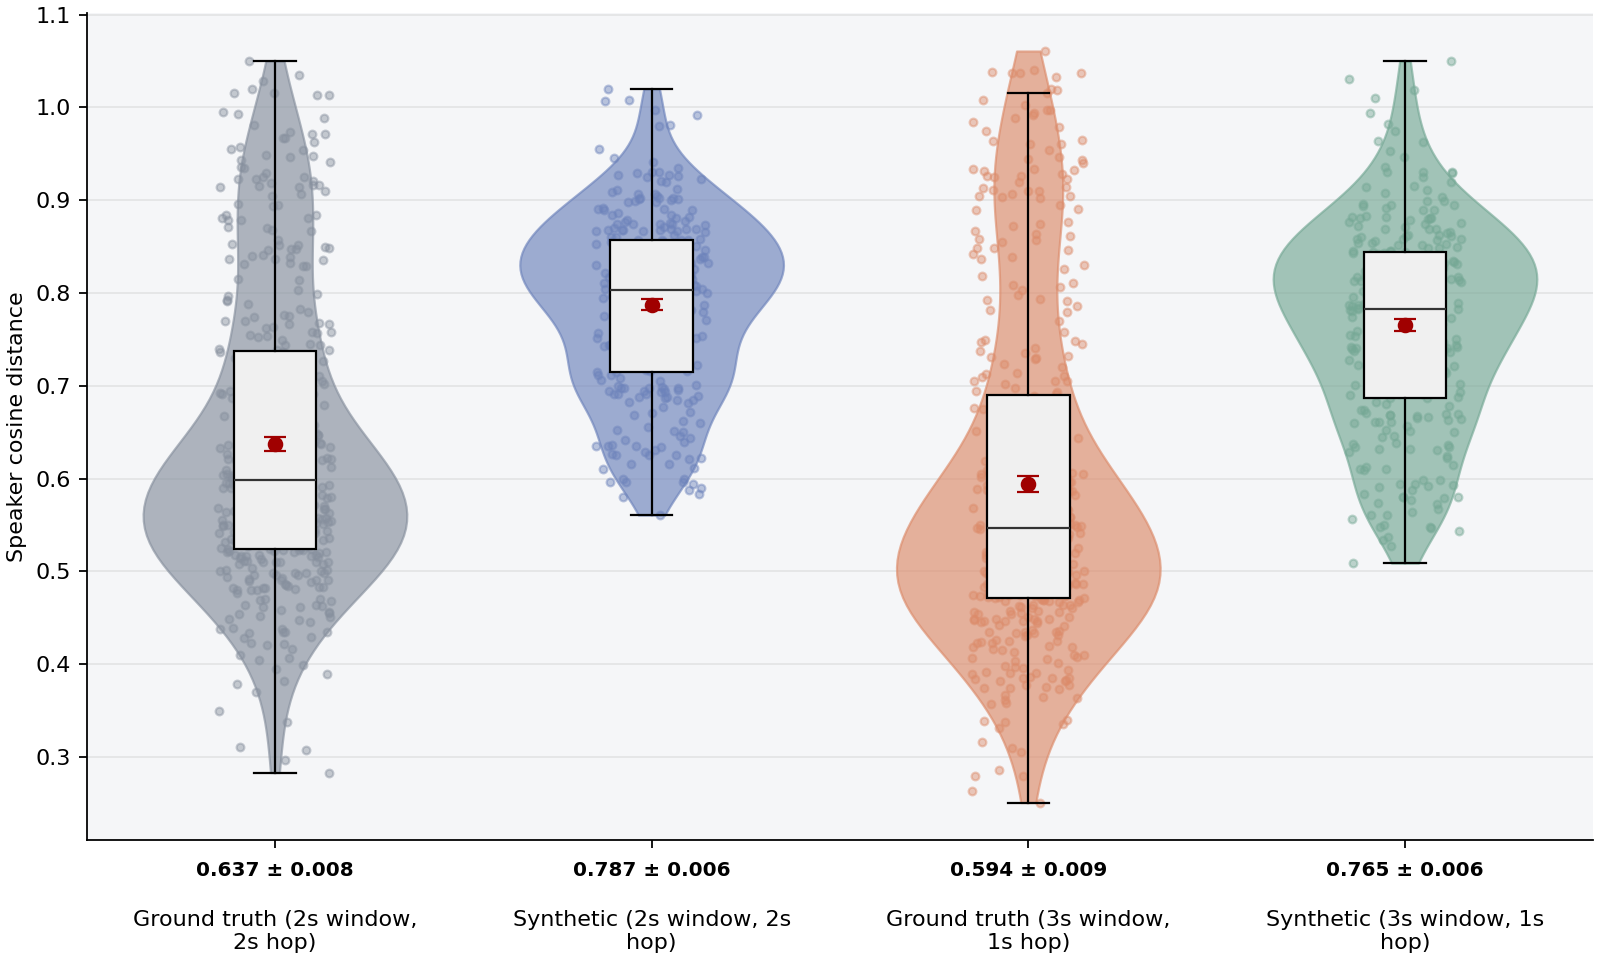 1.1
1.0
0.9
0.8
0.7
0.6
0.5
0.4
0.3
Speaker cosine distance
0.637 ± 0.008
0.787 ± 0.006
0.594 ± 0.009
0.765 ± 0.006
Ground truth (2s window,
2s hop)
Synthetic (2s window, 2s
hop)
Ground truth (3s window,
1s hop)
Synthetic (3s window, 1s
hop)